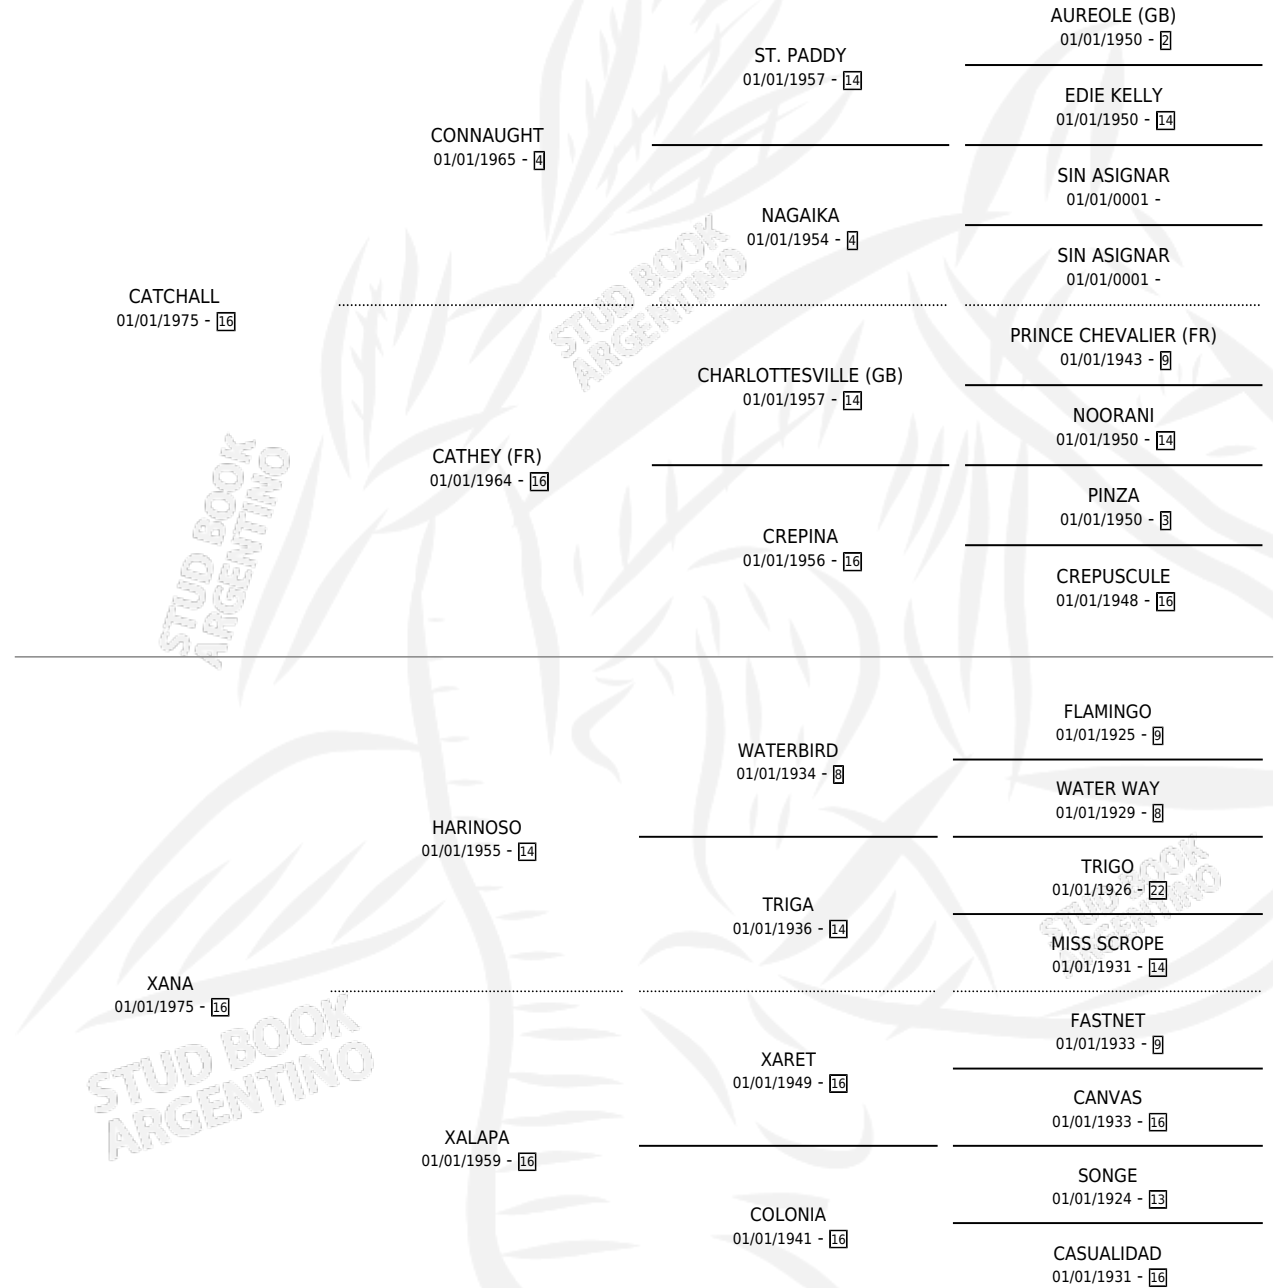 AUREOLE (GB)
01/01/1950 - 2
ST. PADDY
01/01/1957 - 14
EDIE KELLY
01/01/1950 - 14
CONNAUGHT
01/01/1965 - 4
SIN ASIGNAR
01/01/0001 -
NAGAIKA
01/01/1954 - 4
SIN ASIGNAR
01/01/0001 -
CATCHALL
01/01/1975 - 16
PRINCE CHEVALIER (FR)
01/01/1943 - 9
CHARLOTTESVILLE (GB)
01/01/1957 - 14
NOORANI
01/01/1950 - 14
CATHEY (FR)
01/01/1964 - 16
PINZA
01/01/1950 - 3
CREPINA
01/01/1956 - 16
CREPUSCULE
01/01/1948 - 16
FLAMINGO
01/01/1925 - 9
WATERBIRD
01/01/1934 - 8
WATER WAY
01/01/1929 - 8
HARINOSO
01/01/1955 - 14
TRIGO
01/01/1926 - 22
TRIGA
01/01/1936 - 14
MISS SCROPE
01/01/1931 - 14
XANA
01/01/1975 - 16
FASTNET
01/01/1933 - 9
XARET
01/01/1949 - 16
CANVAS
01/01/1933 - 16
XALAPA
01/01/1959 - 16
SONGE
01/01/1924 - 13
COLONIA
01/01/1941 - 16
CASUALIDAD
01/01/1931 - 16
STUD BOOK
ARGENTINO
STUD BOOK
ARGENTINO
STUD BOOK
ARGENTINO
STUD BOOK
ARGENTINO